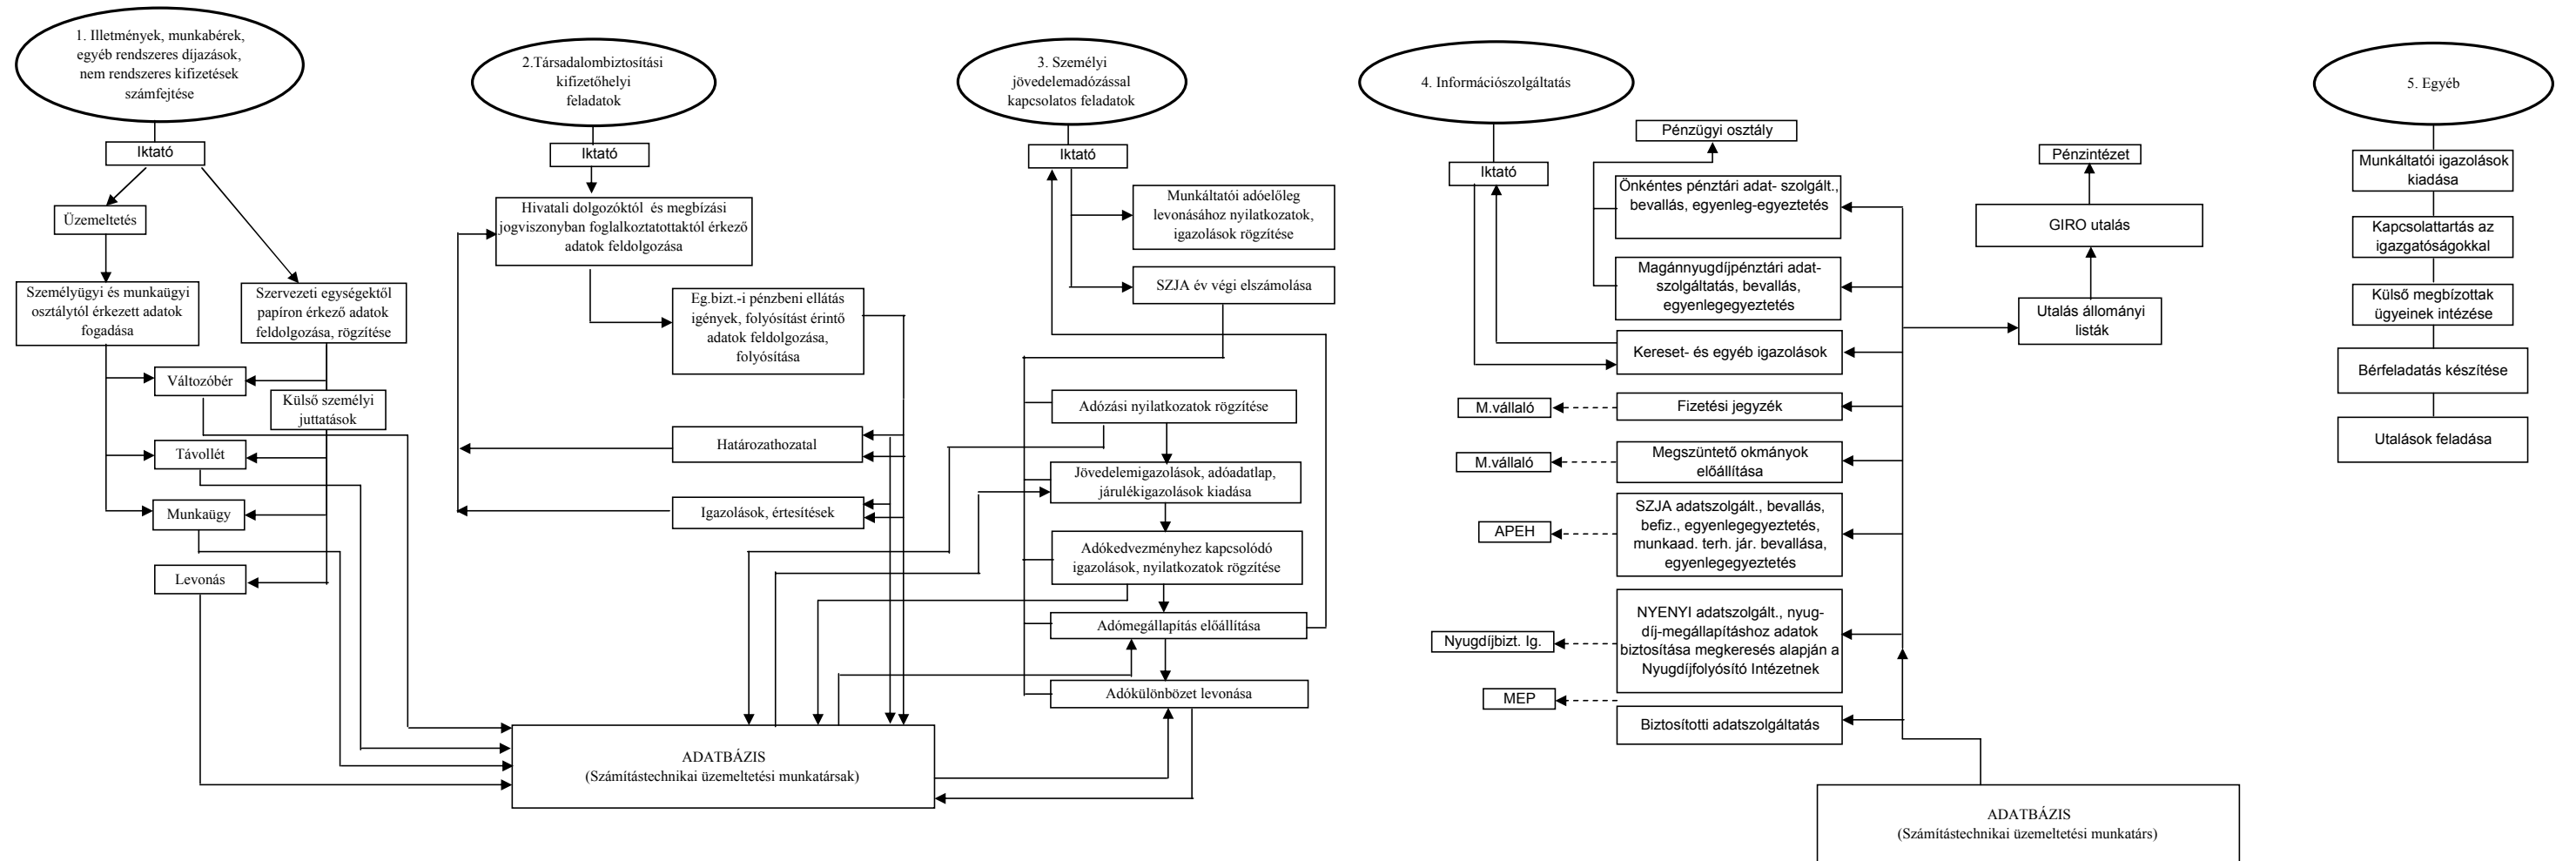 1. Illetmények, munkabérek,
egyéb rendszeres díjazások,
nem rendszeres kifizetések
számfejtése
Iktató
Üzemeltetés
Személyügyi és munkaügyi
osztálytól érkezett adatok
fogadása
Szervezeti egységektől
papíron érkező adatok
feldolgozása, rögzítése
Változóbér
Külső személyi
juttatások
Távollét
Munkaügy
Levonás
2.Társadalombiztosítási
kifizetőhelyi
feladatok
Iktató
Hivatali dolgozóktól és megbízási
jogviszonyban foglalkoztatottaktól érkező
adatok feldolgozása
Eg.bizt.-i pénzbeni ellátás
igények, folyósítást érintő
adatok feldolgozása,
folyósítása
Határozathozatal
Igazolások, értesítések
ADATBÁZIS
(Számítástechnikai üzemeltetési munkatársak)
3. Személyi
jövedelemadózással
kapcsolatos feladatok
Iktató
Munkáltatói adóelőleg
levonásához nyilatkozatok,
igazolások rögzítése
SZJA év végi elszámolása
Adózási nyilatkozatok rögzítése
Jövedelemigazolások, adóadatlap,
járulékigazolások kiadása
Adókedvezményhez kapcsolódó
igazolások, nyilatkozatok rögzítése
Adómegállapítás előállítása
Adókülönbözet levonása
4. Információszolgáltatás
Iktató
Pénzügyi osztály
Önkéntes pénztári adat- szolgált.,
bevallás, egyenleg-egyeztetés
Magánnyugdíjpénztári adat-
szolgáltatás, bevallás,
egyenlegegyeztetés
Kereset- és egyéb igazolások
M.vállaló
Fizetési jegyzék
M.vállaló
Megszüntető okmányok
előállítása
APEH
SZJA adatszolgált., bevallás,
befiz., egyenlegegyeztetés,
munkaad. terh. jár. bevallása,
egyenlegegyeztetés
Nyugdíjbizt. Ig.
NYENYI adatszolgált., nyug-
díj-megállapításhoz adatok
biztosítása megkeresés alapján a
Nyugdíjfolyósító Intézetnek
MEP
Biztosítotti adatszolgáltatás
Pénzintézet
GIRO utalás
Utalás állományi
listák
ADATBÁZIS
(Számítástechnikai üzemeltetési munkatárs)
5. Egyéb
Munkáltatói igazolások
kiadása
Kapcsolattartás az
igazgatóságokkal
Külső megbízottak
ügyeinek intézése
Bérfeladatás készítése
Utalások feladása